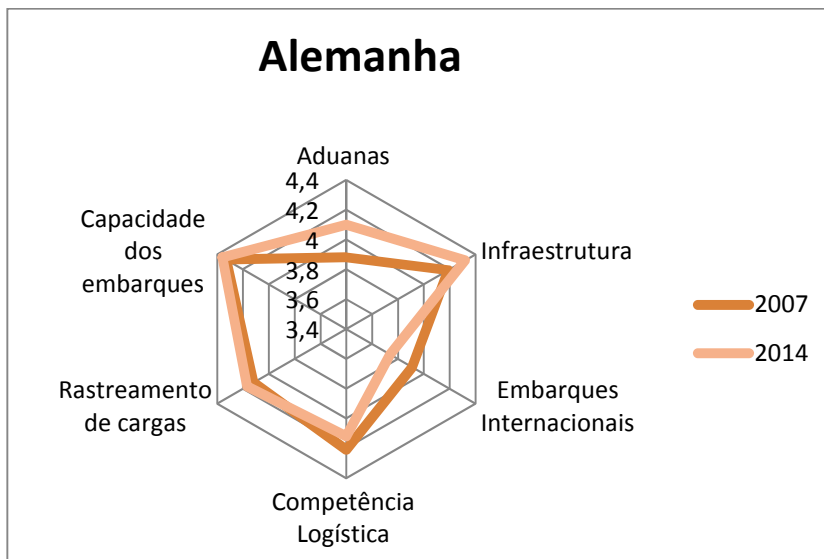 Alemanha
Aduanas
4,4
4,2
4
3,8
3,6
3,4
Infraestrutura
Embarques
Internacionais
Competência
Logística
Rastreamento
de cargas
Capacidade
dos
embarques
2007
2014